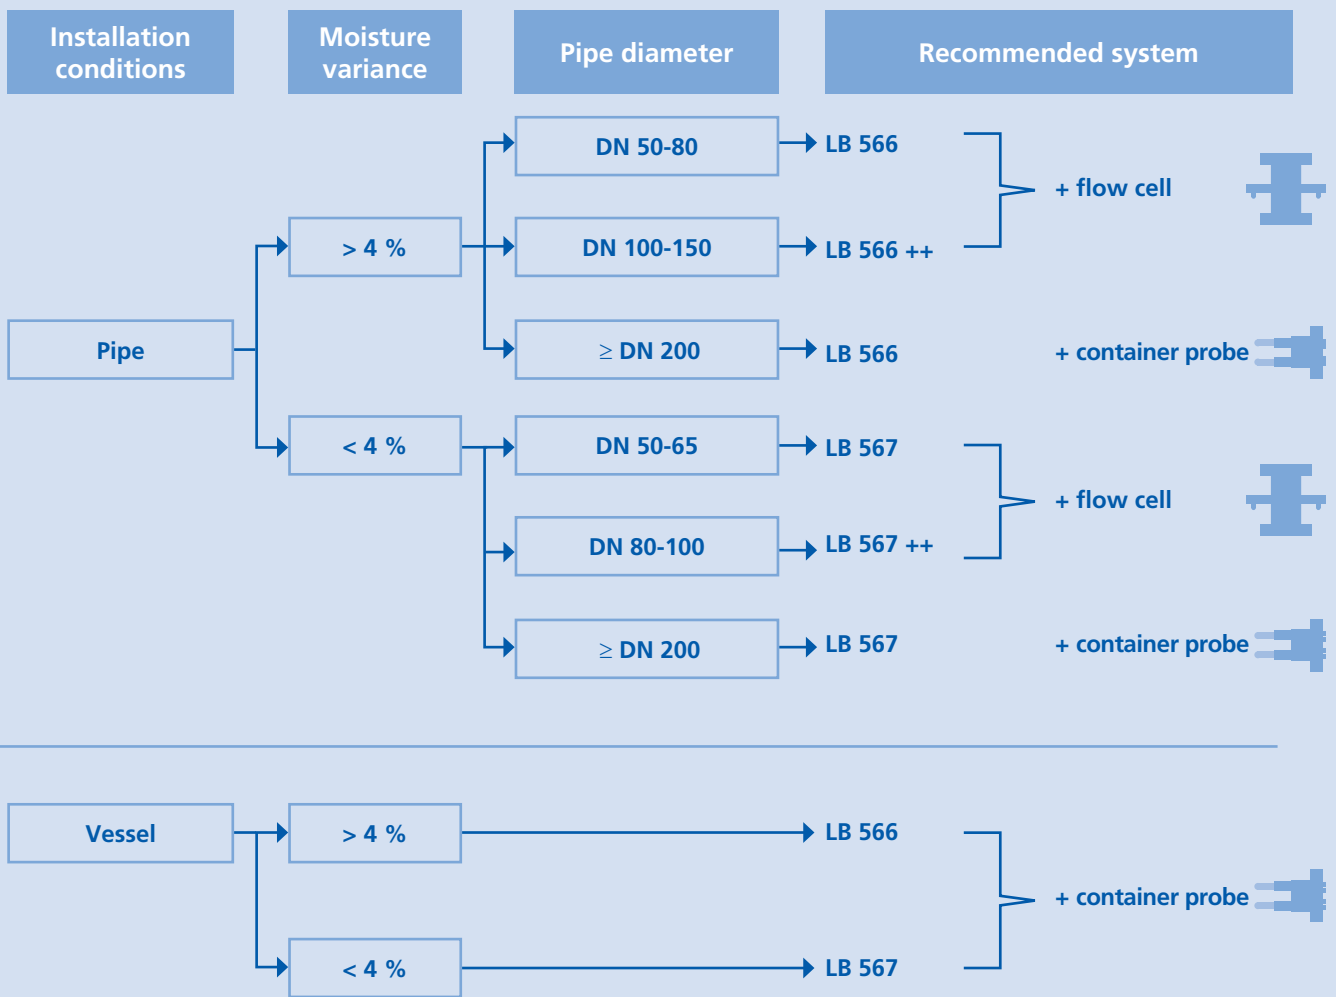 Installation
conditions
Moisture
variance
Pipe diameter
Recommended system
DN 50-80
LB 566
+ flow cell
> 4 %
DN 100-150
LB 566 ++
Pipe
≥ DN 200
LB 566
+ container probe
< 4 %
DN 50-65
LB 567
+ flow cell
DN 80-100
LB 567 ++
≥ DN 200
LB 567
+ container probe
Vessel
> 4 %
LB 566
+ container probe
< 4 %
LB 567